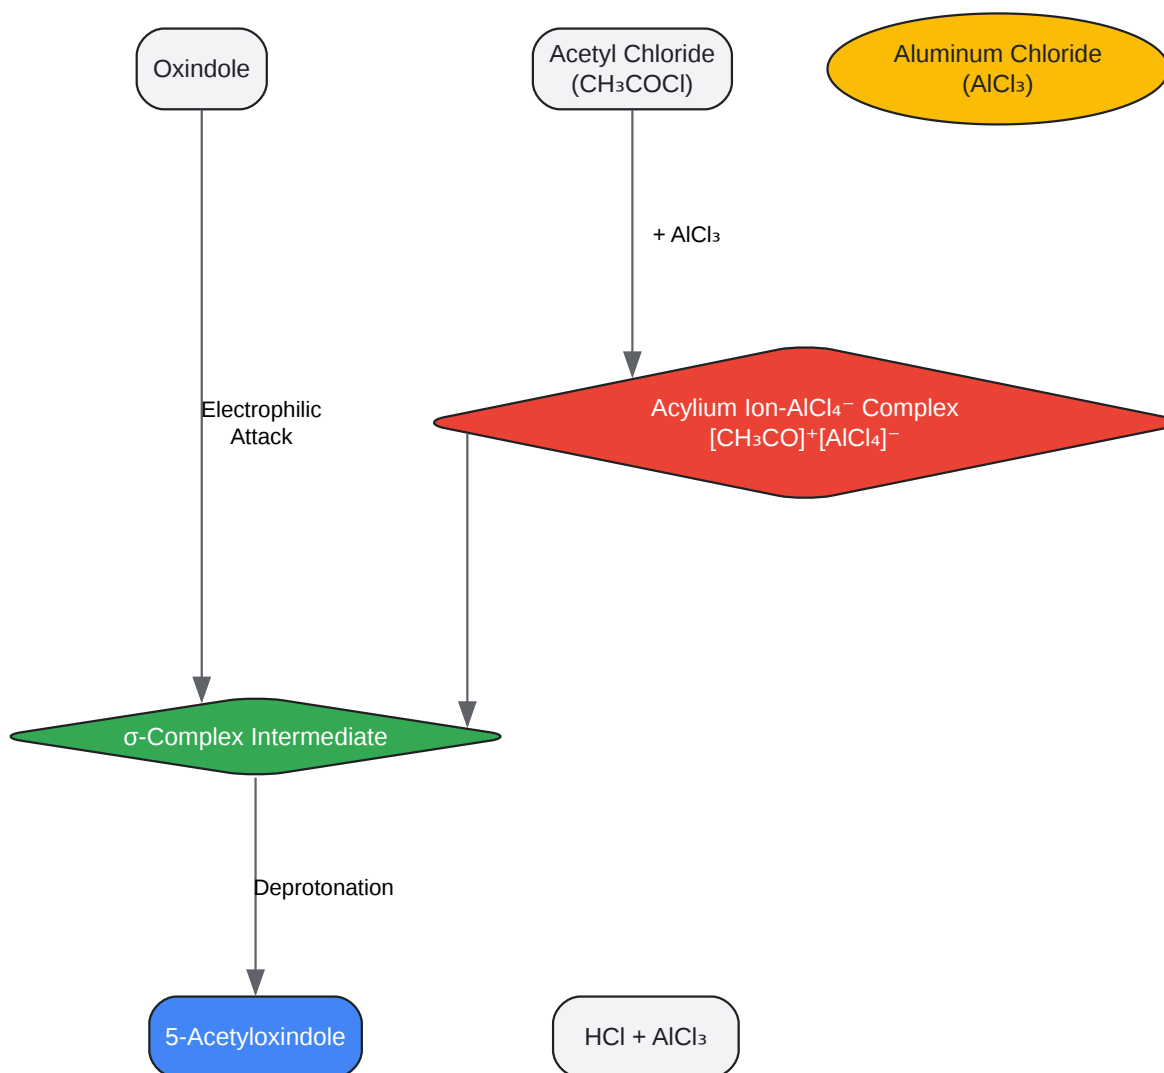 Oxindole
Acetyl Chloride
(CH₃COCl)
Aluminum Chloride
(AlCl₃)
+ AlCl₃
Electrophilic
Attack
Acylium Ion-AlCl₄⁻ Complex
[CH₃CO]⁺[AlCl₄]⁻
σ-Complex Intermediate
Deprotonation
5-Acetyloxindole
HCl + AlCl₃